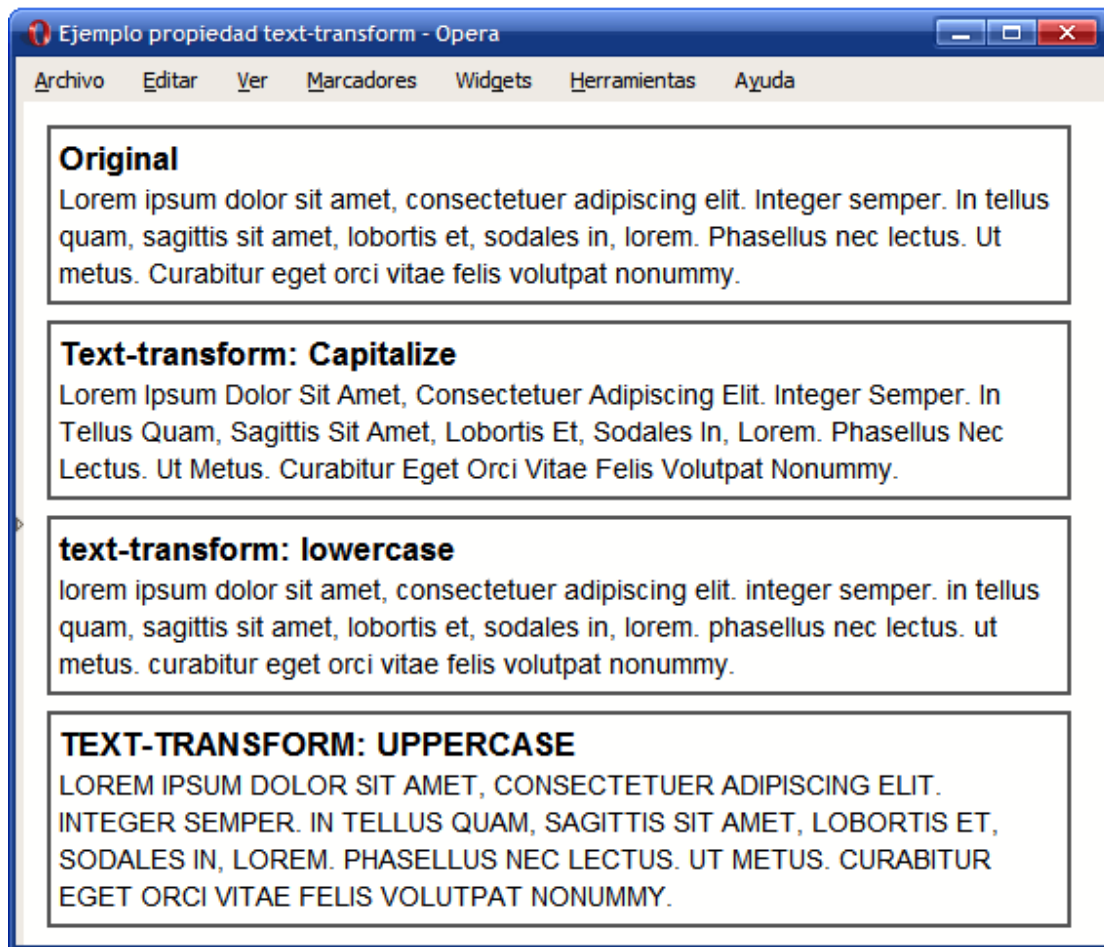 Ejemplo propiedad text-transform - Opera
Archivo Editar Ver Marcadores Widgets Herramientas Ayuda
Original
Lorem ipsum dolor sit amet, consectetuer adipiscing elit. Integer semper. In tellus
quam, sagittis sit amet, lobortis et, sodales in, lorem. Phasellus nec lectus. Ut
metus. Curabitur eget orci vitae felis volutpat nonummy.
Text-transform: Capitalize
Lorem Ipsum Dolor Sit Amet, Consectetuer Adipiscing Elit. Integer Semper. In
Tellus Quam, Sagittis Sit Amet, Lobortis Et, Sodales In, Lorem. Phasellus Nec
Lectus. Ut Metus. Curabitur Eget Orci Vitae Felis Volutpat Nonummy.
text-transform: lowercase
lorem ipsum dolor sit amet, consectetuer adipiscing elit. integer semper. in tellus
quam, sagittis sit amet, lobortis et, sodales in, lorem. phasellus nec lectus. ut
metus. curabitur eget orci vitae felis volutpat nonummy.
TEXT-TRANSFORM: UPPERCASE
LOREM IPSUM DOLOR SIT AMET, CONSECTETUER ADIPISCING ELIT.
INTEGER SEMPER. IN TELLUS QUAM, SAGITTIS SIT AMET, LOBORTIS ET,
SODALES IN, LOREM. PHASELLUS NEC LECTUS. UT METUS. CURABITUR
EGET ORCI VITAE FELIS VOLUTPAT NONUMMY.